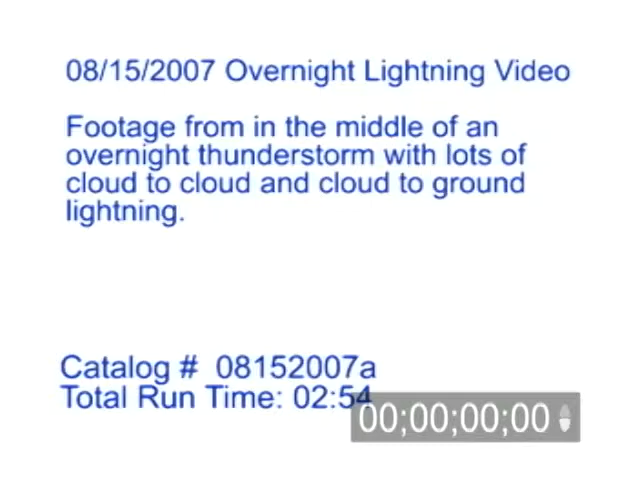 08/15/2007 Overnight Lightning Video
Footage from in the middle of an
overnight thunderstorm with lots of
cloud to cloud and cloud to ground
lightning.
Catalog # 08152007a
Total Run Time: 02:54
00;00;00;00